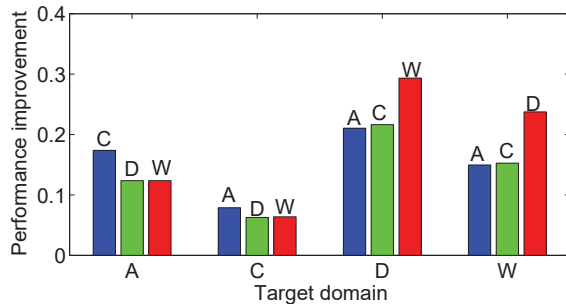 Performance improvement
0.4
0.3
0.2
0.1
0
C
D
W
A
D
W
A
C
W
A
C
D
A
C
D
W
Target domain